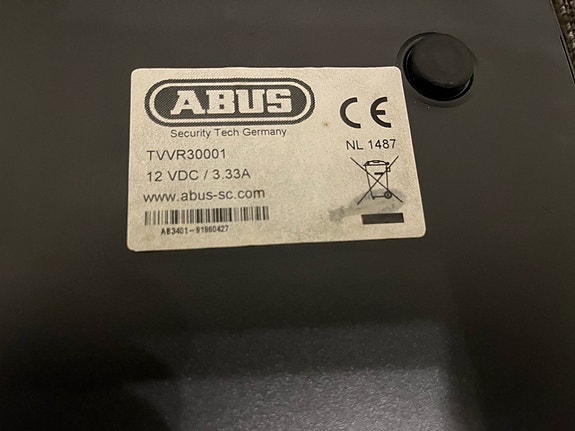 ABUS
Security Tech Germany
TVVR30001
12 VDC / 3.33A
www.abus-sc.com
AB3401-91960427
CE
NL 1487